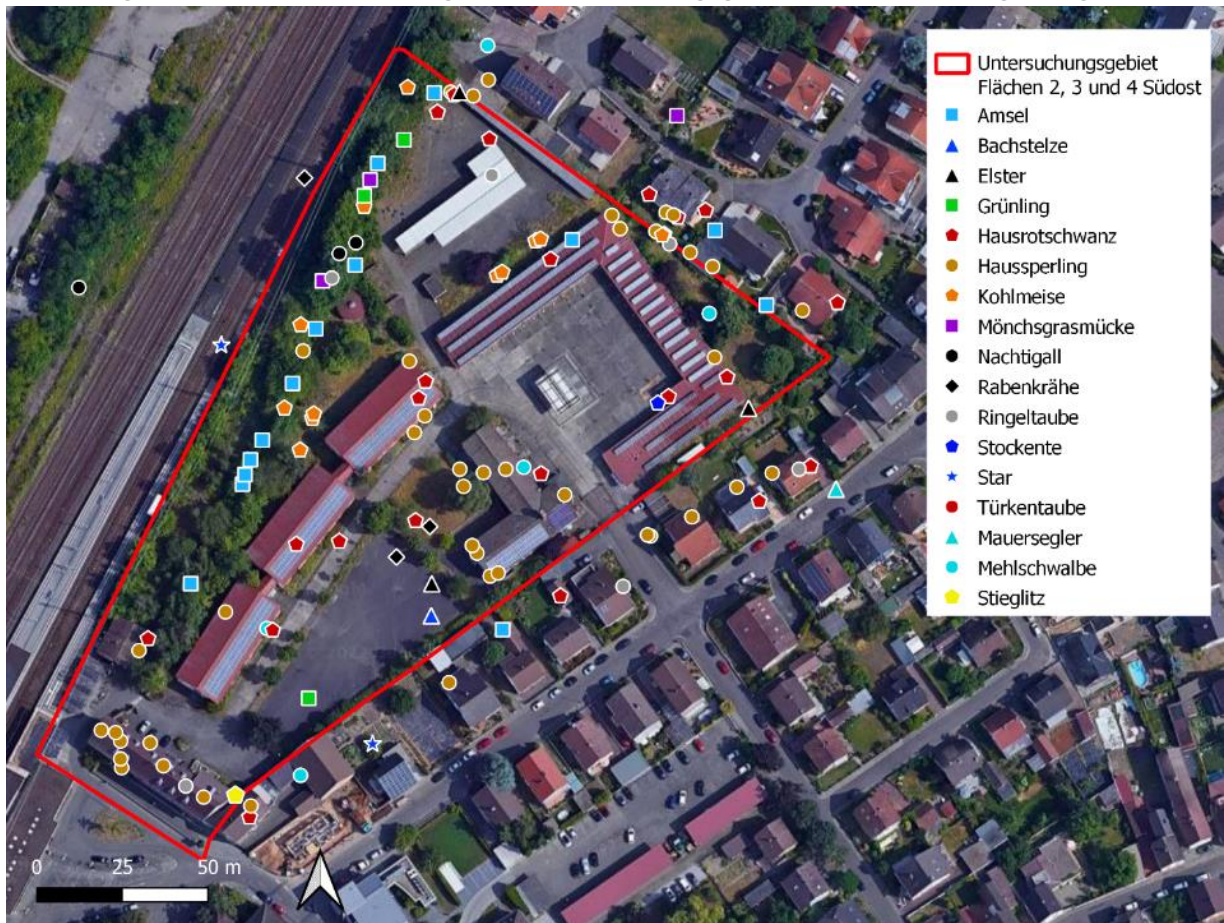 Untersuchungsgebiet
Flächen 2, 3 und 4 Südost
Amsel
Bachstelze
Elster
Grünling
Hausrotschwanz
Haussperling
Kohlmeise
Mönchsgrasmücke
Nachtigall
Rabenkrähe
Ringeltaube
Stockente
Star
Türkentaube
Mauersegler
Mehlschwalbe
Stieglitz
0 25 50 m